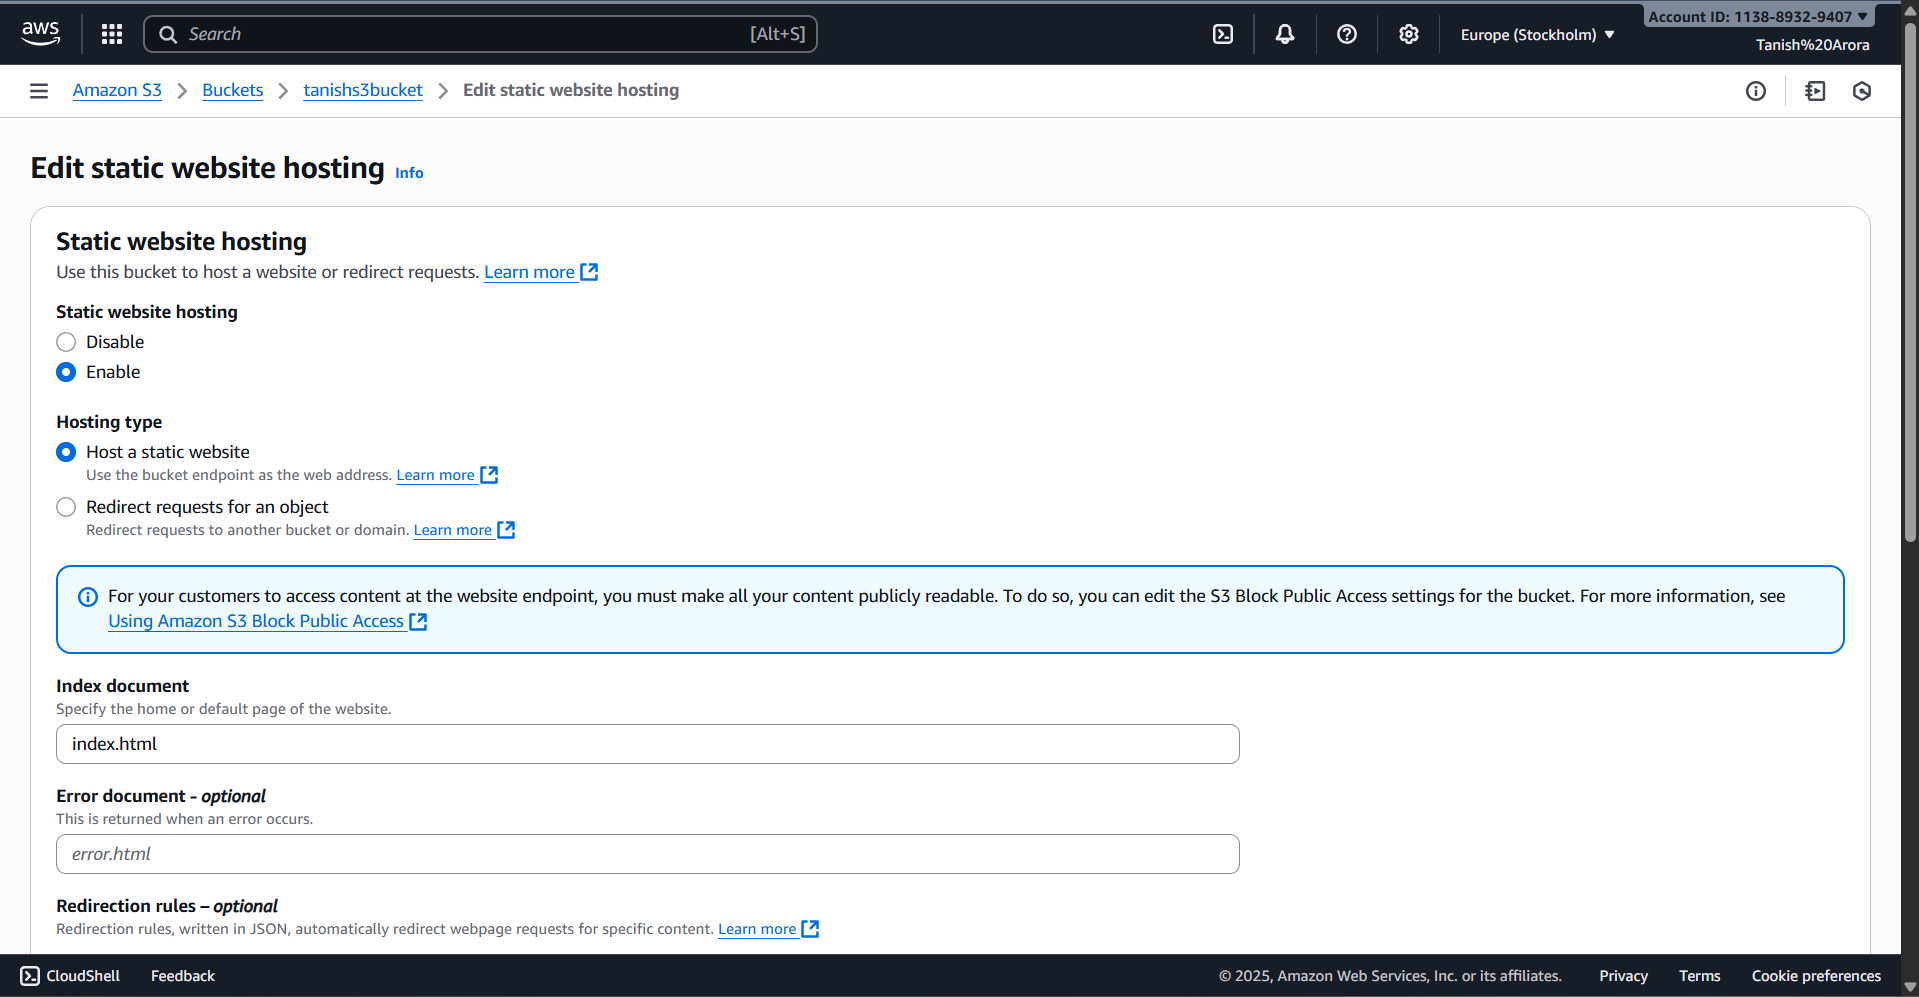 aws
Search [Alt+S]
Europe (Stockholm)
Account ID: 1138-8932-9407
Tanish%20Arora
Amazon S3 Buckets tanishs3bucket Edit static website hosting
Edit static website hosting Info
Static website hosting
Use this bucket to host a website or redirect requests. Learn more
Static website hosting
Disable
Enable
Hosting type
Host a static website
Use the bucket endpoint as the web address. Learn more
Redirect requests for an object
Redirect requests to another bucket or domain. Learn more
For your customers to access content at the website endpoint, you must make all your content publicly readable. To do so, you can edit the S3 Block Public Access settings for the bucket. For more information, see
Using Amazon S3 Block Public Access
Index document
Specify the home or default page of the website.
index.html
Error document - optional
This is returned when an error occurs.
error.html
Redirection rules – optional
Redirection rules, written in JSON, automatically redirect webpage requests for specific content. Learn more
CloudShell Feedback © 2025, Amazon Web Services, Inc. or its affiliates. Privacy Terms Cookie preferences